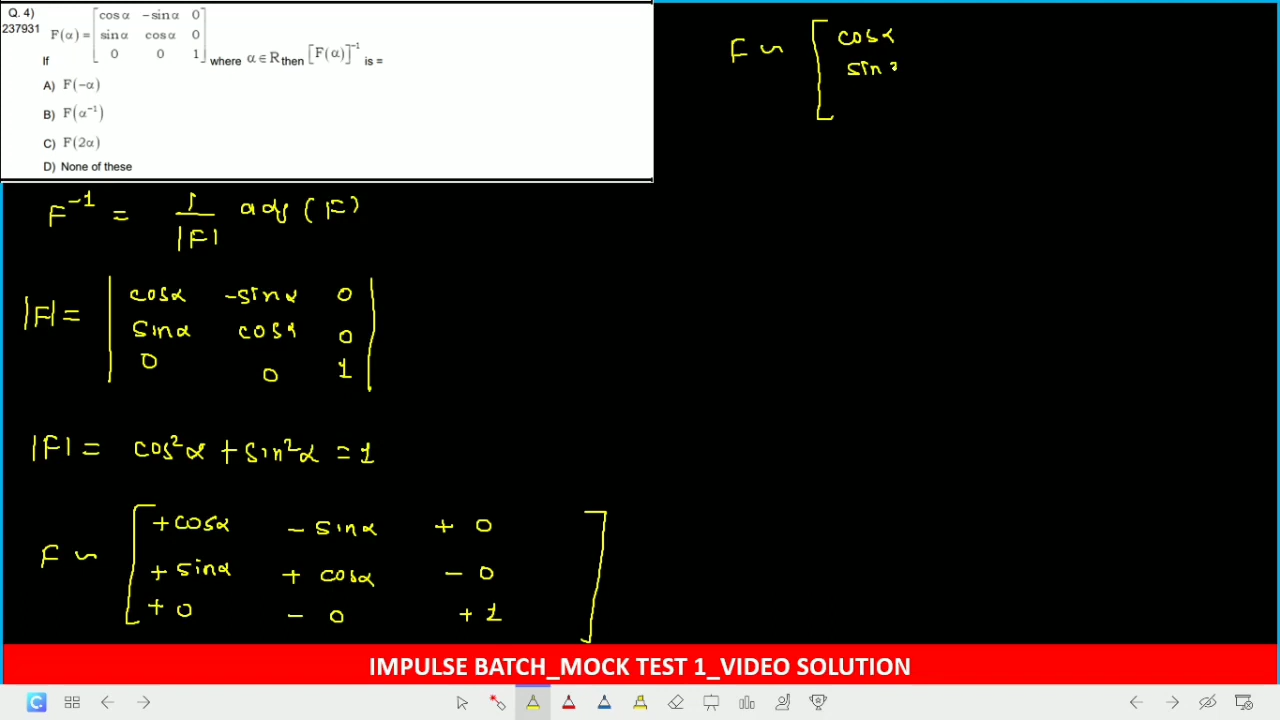 Q. 4)
237931
If F(α) = [cos α −sin α 0
sin α cos α 0
0 0 1] where α ∈ R then [F(α)]⁻¹ is =
A) F(−α)
B) F(α⁻¹)
C) F(2α)
D) None of these
F⁻¹ = 1/|F| adj (F)
|F| = | cosα −sinα 0 |
sinα cosα 0
0 0 1
|F| = cos²α + sin²α = 1
F ~ [ +cosα − sinα + 0 ]
+ sinα + cosα − 0
+ 0 − 0 + 1
F ~ [ cosα
sin
IMPULSE BATCH_MOCK TEST 1_VIDEO SOLUTION